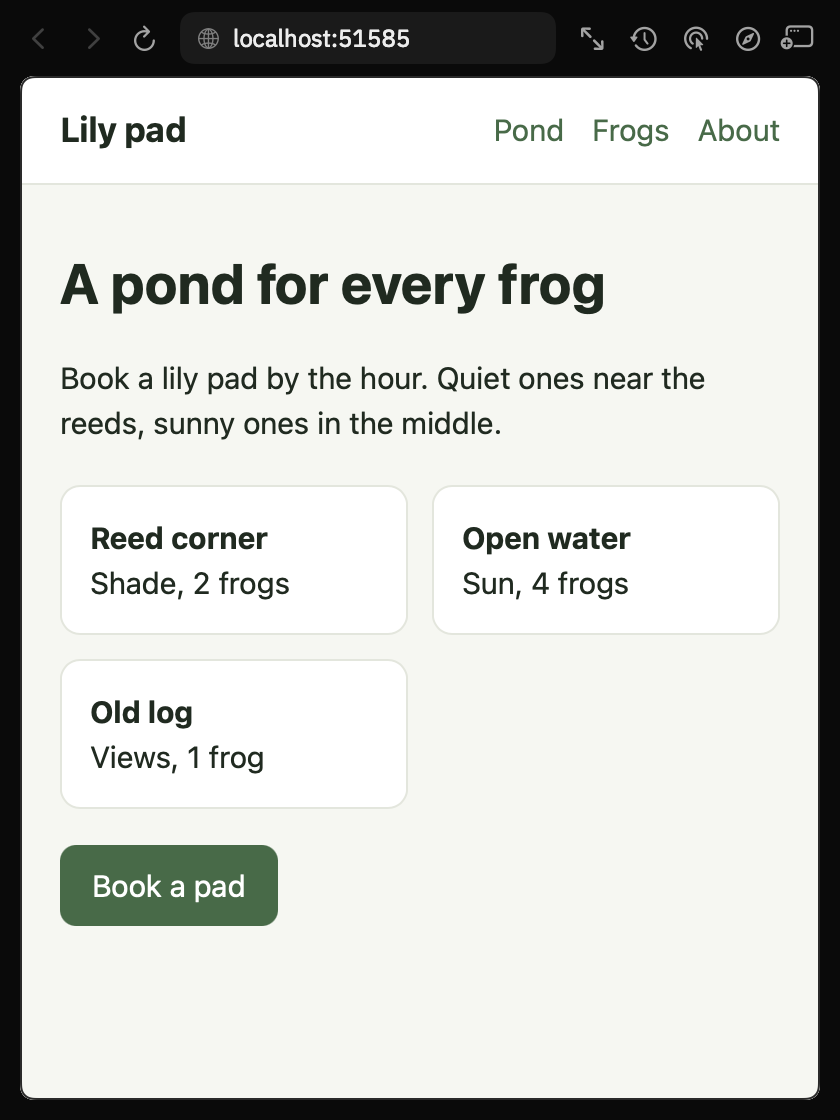 localhost:51585
Lily pad
Pond Frogs About
A pond for every frog
Book a lily pad by the hour. Quiet ones near the
reeds, sunny ones in the middle.
Reed corner
Shade, 2 frogs
Open water
Sun, 4 frogs
Old log
Views, 1 frog
Book a pad